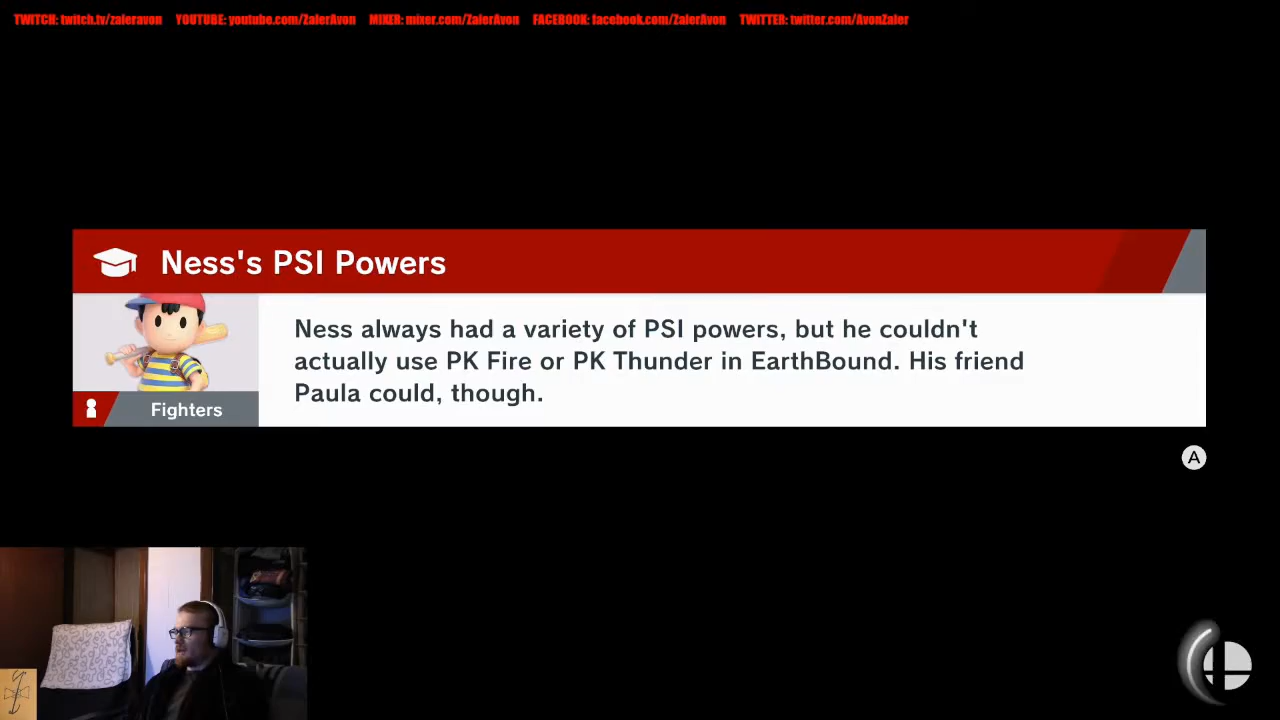 TWITCH: twitch.tv/zaleravon YOUTUBE: youtube.com/ZalerAvon MIXER: mixer.com/ZalerAvon FACEBOOK: facebook.com/ZalerAvon TWITTER: twitter.com/AvonZaler
Ness's PSI Powers
Ness always had a variety of PSI powers, but he couldn't
actually use PK Fire or PK Thunder in EarthBound. His friend
Paula could, though.
Fighters
A